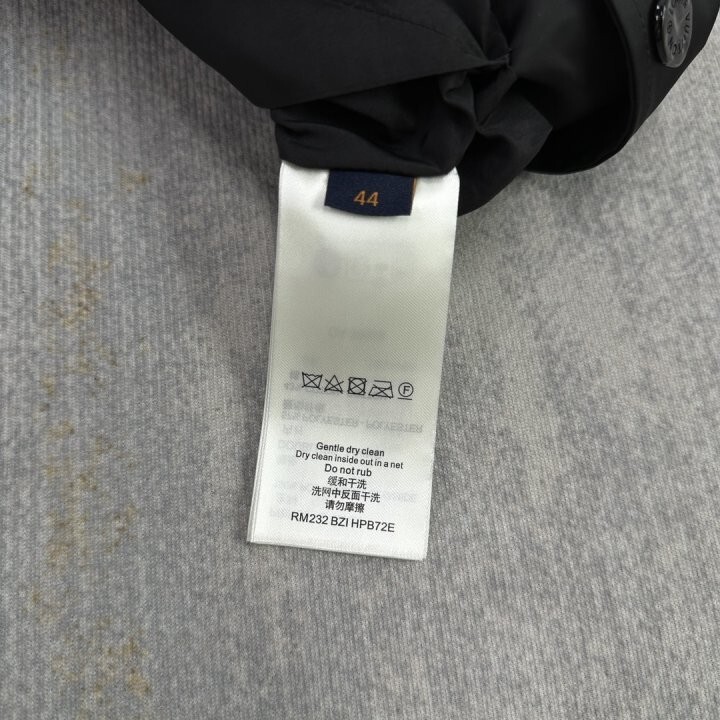 44
F
Gentle dry clean
Dry clean inside out in a net
Do not rub
缓和干洗
洗网中反面干洗
请勿摩擦
RM232 BZI HPB72E